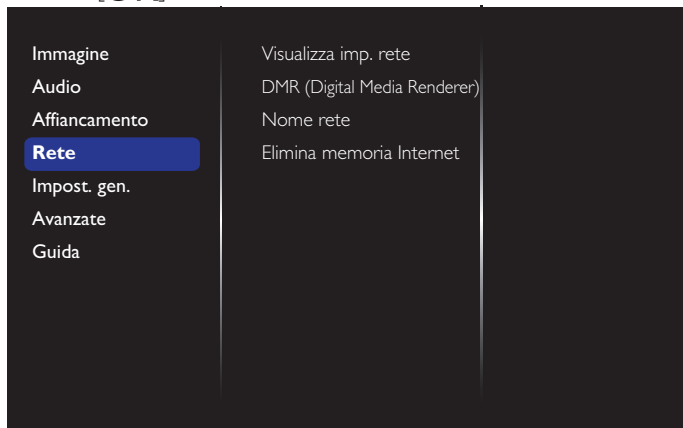 Immagine
Audio
Affiancamento
Rete
Impost. gen.
Avanzate
Guida
Visualizza imp. rete
DMR (Digital Media Renderer)
Nome rete
Elimina memoria Internet